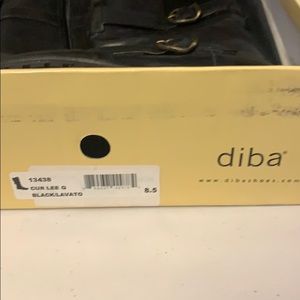 diba®
www.dibashoes.com
13438
CUR LEE G
BLACK/LAVATO
8.5